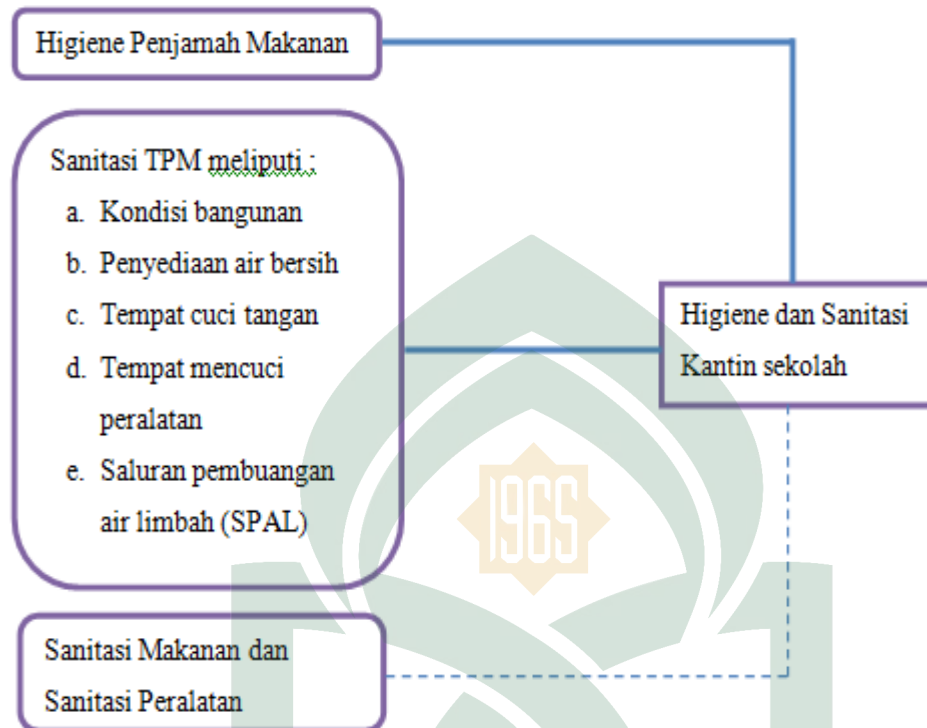 Higiene Penjamah Makanan
Sanitasi TPM meliputi ;
a. Kondisi bangunan
b. Penyediaan air bersih
c. Tempat cuci tangan
d. Tempat mencuci
peralatan
e. Saluran pembuangan
air limbah (SPAL)
Higiene dan Sanitasi
Kantin sekolah
1965
Sanitasi Makanan dan
Sanitasi Peralatan